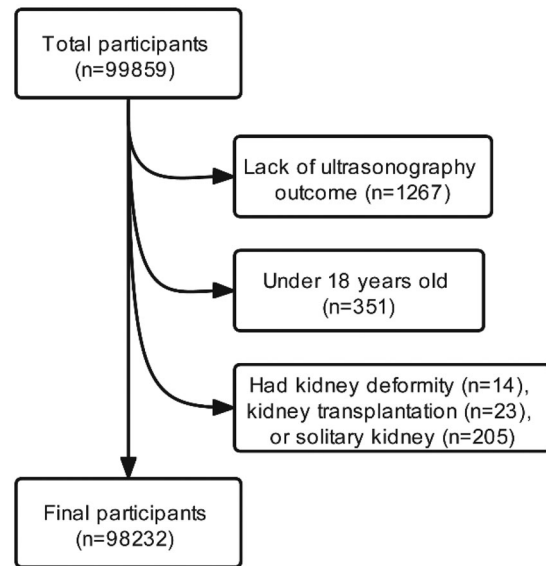 Total participants
(n=99859)
Lack of ultrasonography
outcome (n=1267)
Under 18 years old
(n=351)
Had kidney deformity (n=14),
kidney transplantation (n=23),
or solitary kidney (n=205)
Final participants
(n=98232)